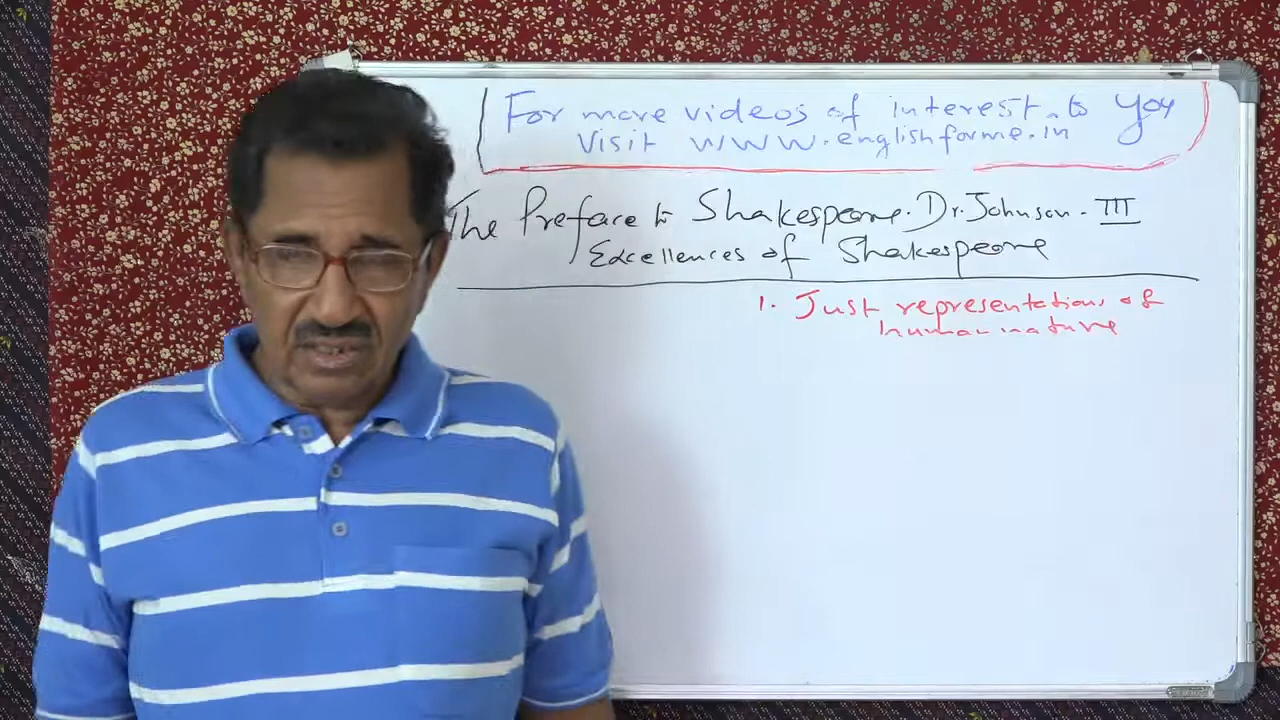 For more videos of interest to You
Visit www.englishforme.in
The Preface to Shakespeare. Dr. Johnson. III
Excellences of Shakespeare
1. Just representations of
human nature